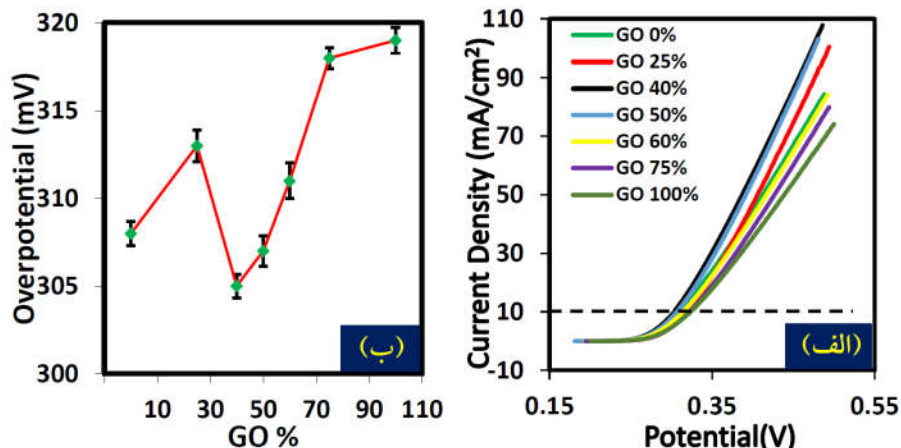 Overpotential (mV)
320
315
310
305
300
10 30 50 70 90 110
GO %
(ب)
Current Density (mA/cm²)
110
90
70
50
30
10
-10
GO 0%
GO 25%
GO 40%
GO 50%
GO 60%
GO 75%
GO 100%
(الف)
0.15 0.35 0.55
Potential(V)